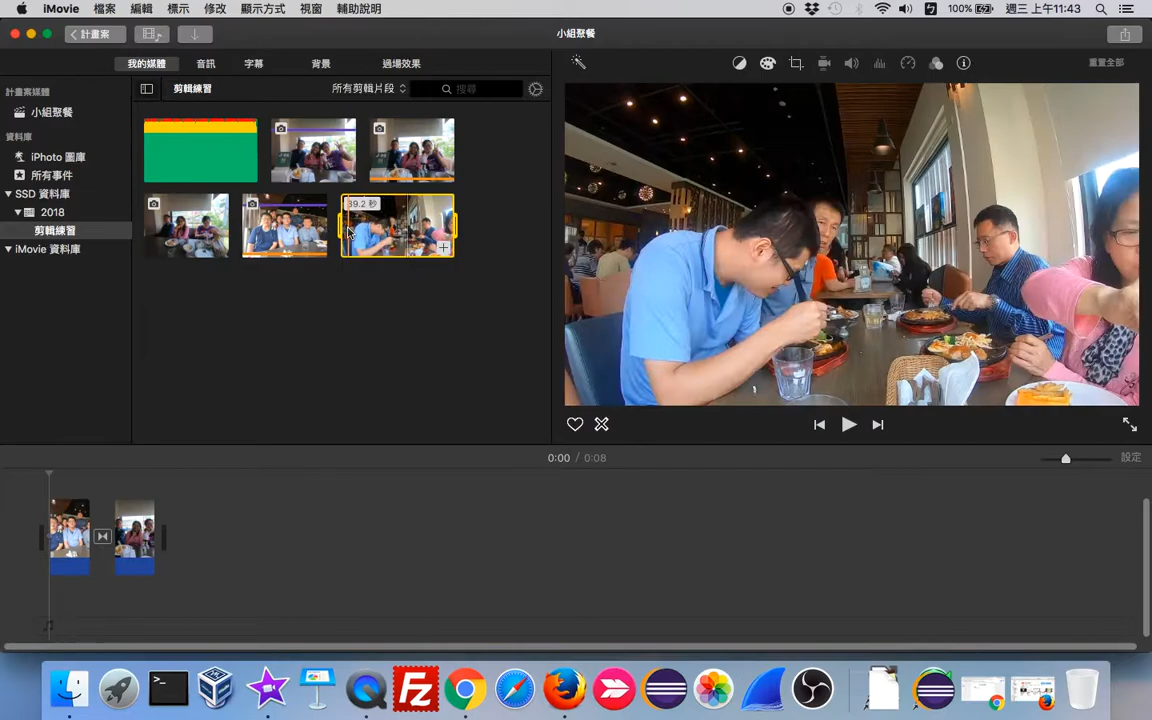 iMovie 檔案 編輯 標示 修改 顯示方式 視窗 輔助說明 100% 週三上午11:43
計畫案 小組聚餐
我的媒體 音訊 字幕 背景 過場效果 重置全部
計畫案媒體
小組聚餐
資料庫
iPhoto 圖庫
所有事件
SSD 資料庫
2018
剪輯練習
iMovie 資料庫
剪輯練習 所有剪輯片段 搜尋
39.2 秒
0:00 / 0:08 設定